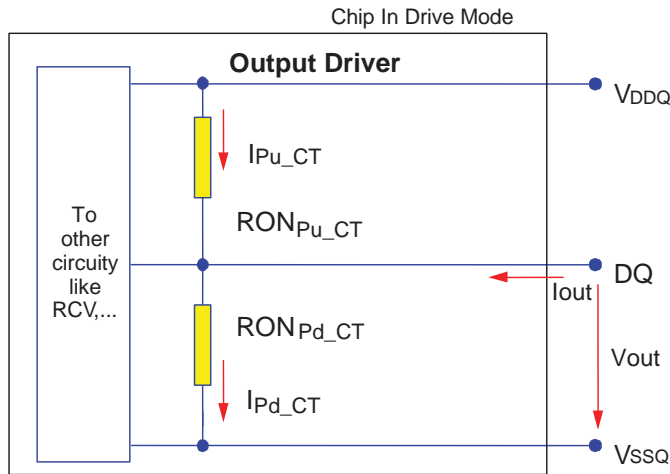 Chip In Drive Mode
Output Driver
VDDQ
IPu_CT
To
other
circuity
like
RCV,...
RONPu_CT
DQ
Iout
RONPd_CT
Vout
IPd_CT
VSSQ